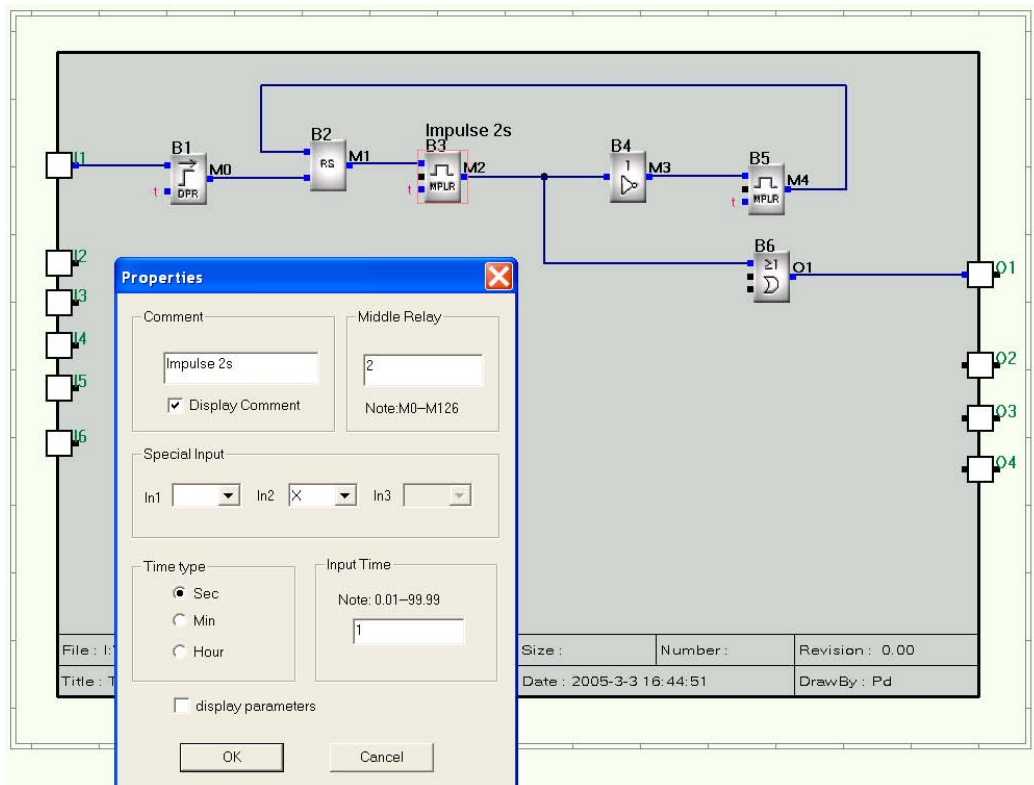 Impulse 2s
B1
B2
B3
B4
B5
I1
DPR
t
M0
RS
M1
MPLR
t
M2
1
M3
MPLR
t
M4
B6
≥1
O1
O1
I2
I3
I4
I5
I6
O2
O3
O4
Properties
Comment
Middle Relay
Impulse 2s
2
Display Comment
Note:M0–M126
Special Input
In1
In2
X
In3
Time type
Input Time
Sec
Note: 0.01–99.99
Min
1
Hour
display parameters
OK
Cancel
File : I:
Size :
Number :
Revision : 0.00
Title : T
Date : 2005-3-3 16:44:51
DrawBy : Pd